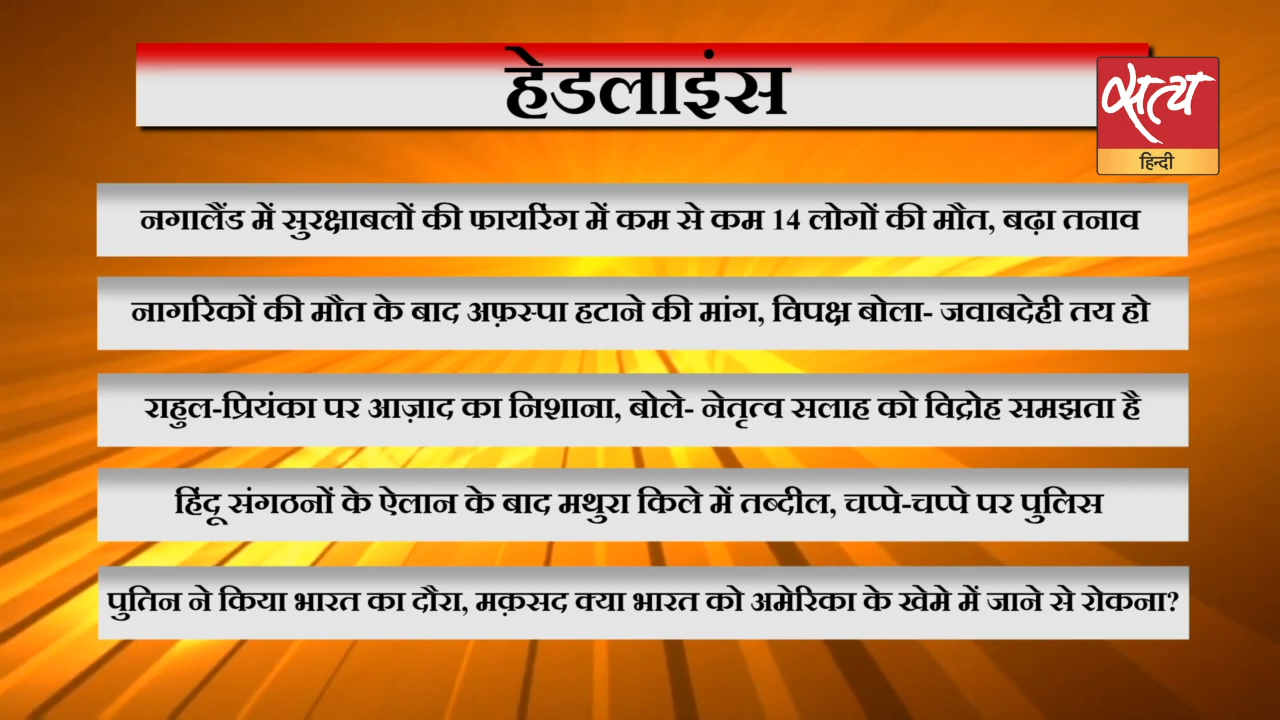 हेडलाइंस
सत्य
हिन्दी
नगालैंड में सुरक्षाबलों की फायरिंग में कम से कम 14 लोगों की मौत, बढ़ा तनाव
नागरिकों की मौत के बाद अफ़स्पा हटाने की मांग, विपक्ष बोला- जवाबदेही तय हो
राहुल-प्रियंका पर आज़ाद का निशाना, बोले- नेतृत्व सलाह को विद्रोह समझता है
हिंदू संगठनों के ऐलान के बाद मथुरा किले में तब्दील, चप्पे-चप्पे पर पुलिस
पुतिन ने किया भारत का दौरा, मक़सद क्या भारत को अमेरिका के खेमे में जाने से रोकना?